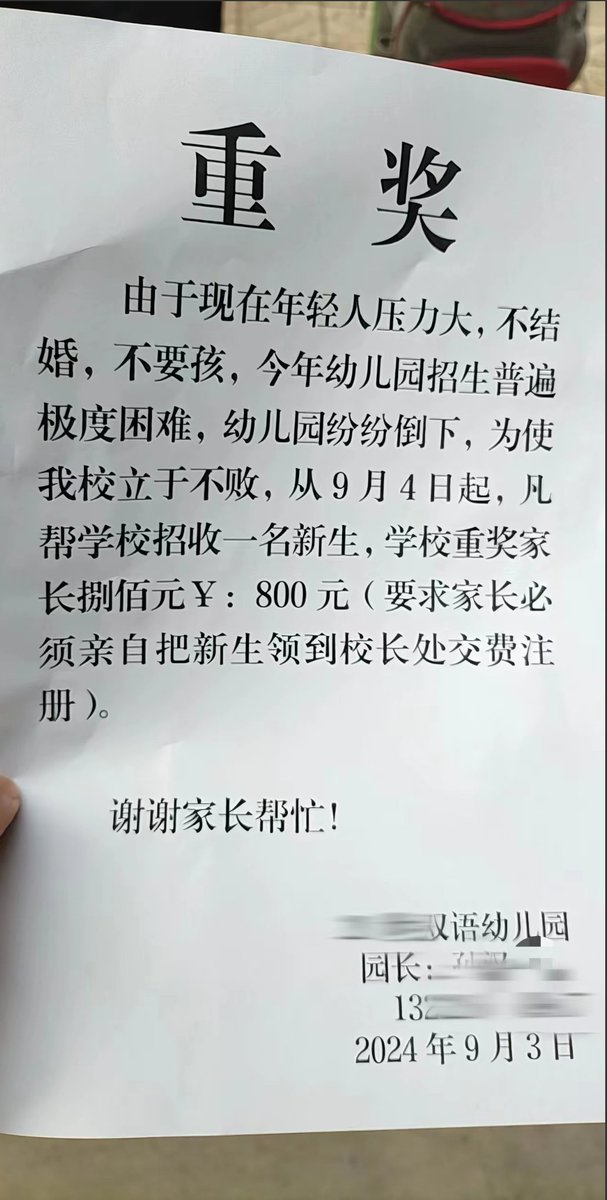 重奖
由于现在年轻人压力大，不结
婚，不要孩，今年幼儿园招生普遍
极度困难，幼儿园纷纷倒下，为使
我校立于不败，从9月4日起，凡
帮学校招收一名新生，学校重奖家
长捌佰元￥：800元（要求家长必
须亲自把新生领到校长处交费注
册）。
谢谢家长帮忙！
双语幼儿园
园长：
13
2024年9月3日